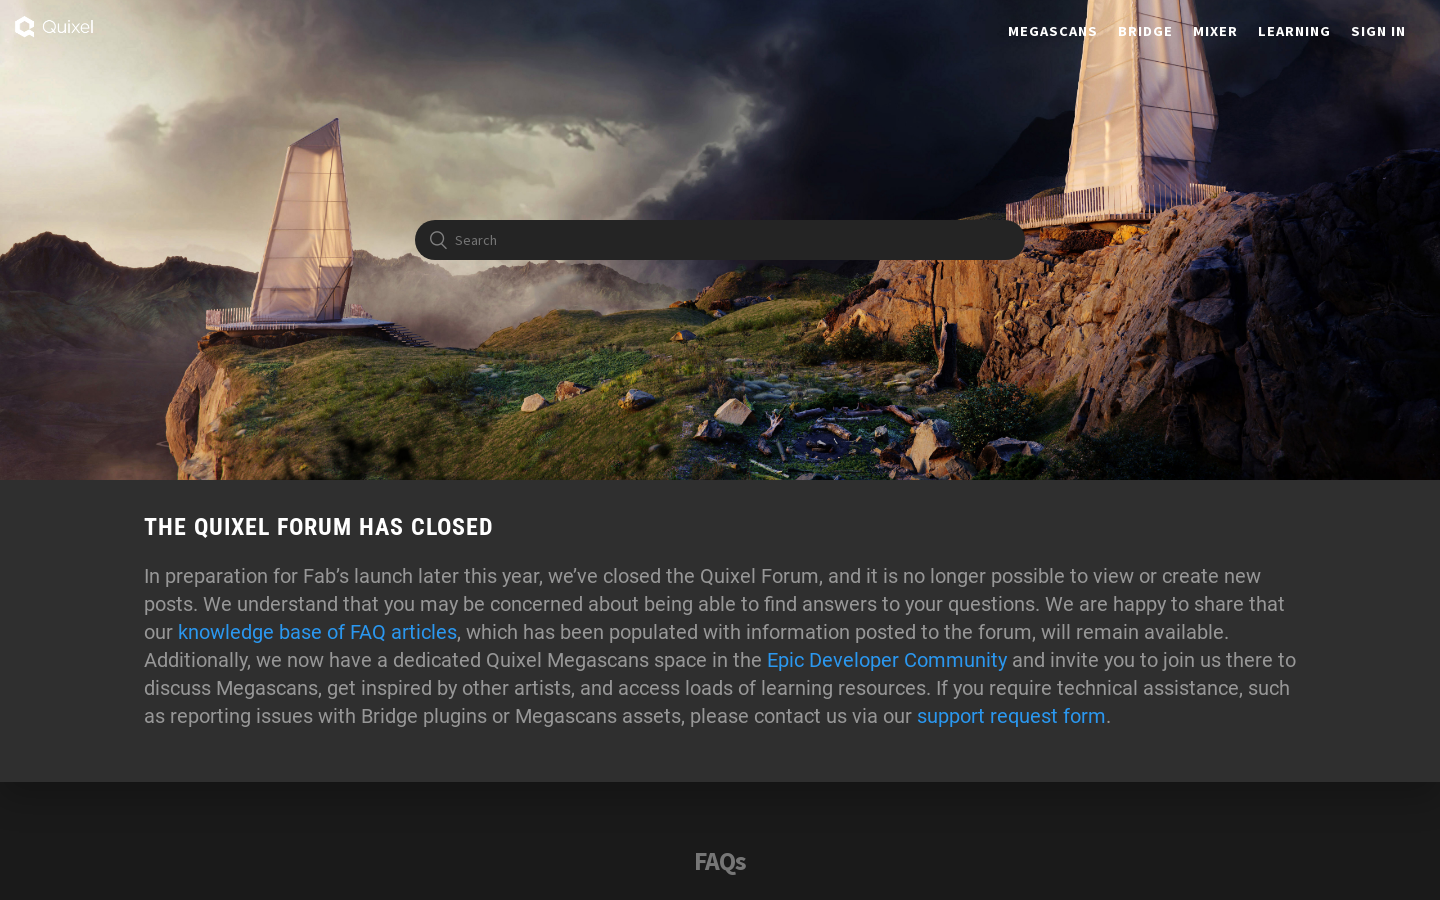 Quixel
MEGASCANS BRIDGE MIXER LEARNING SIGN IN
Search
THE QUIXEL FORUM HAS CLOSED
In preparation for Fab’s launch later this year, we’ve closed the Quixel Forum, and it is no longer possible to view or create new
posts. We understand that you may be concerned about being able to find answers to your questions. We are happy to share that
our knowledge base of FAQ articles, which has been populated with information posted to the forum, will remain available.
Additionally, we now have a dedicated Quixel Megascans space in the Epic Developer Community and invite you to join us there to
discuss Megascans, get inspired by other artists, and access loads of learning resources. If you require technical assistance, such
as reporting issues with Bridge plugins or Megascans assets, please contact us via our support request form.
FAQs